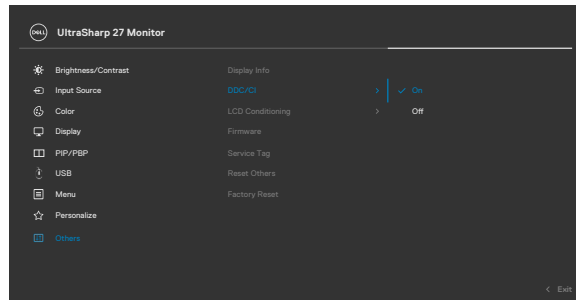 DELL UltraSharp 27 Monitor
Brightness/Contrast Display Info
Input Source DDC/CI > ✓ On
Color LCD Conditioning > Off
Display Firmware
PIP/PBP Service Tag
USB Reset Others
Menu Factory Reset
Personalize
Others
< Exit